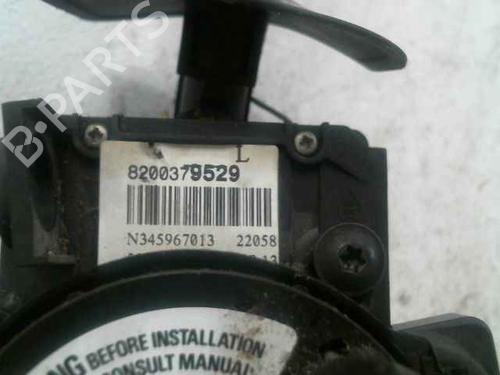 B-PARTS
L
8200379529
N345967013 22058
BEFORE INSTALLATION
CONSULT MANUAL